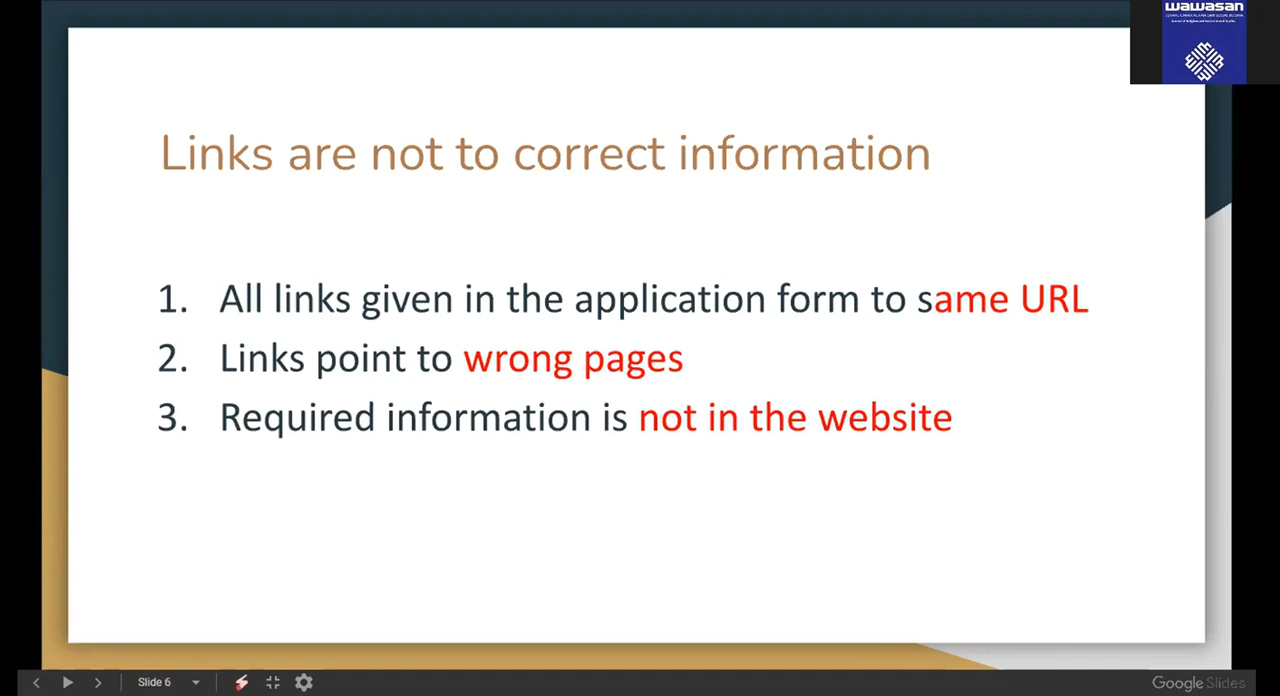 wawasan
Links are not to correct information
1. All links given in the application form to same URL
2. Links point to wrong pages
3. Required information is not in the website
Slide 6
Google Slides